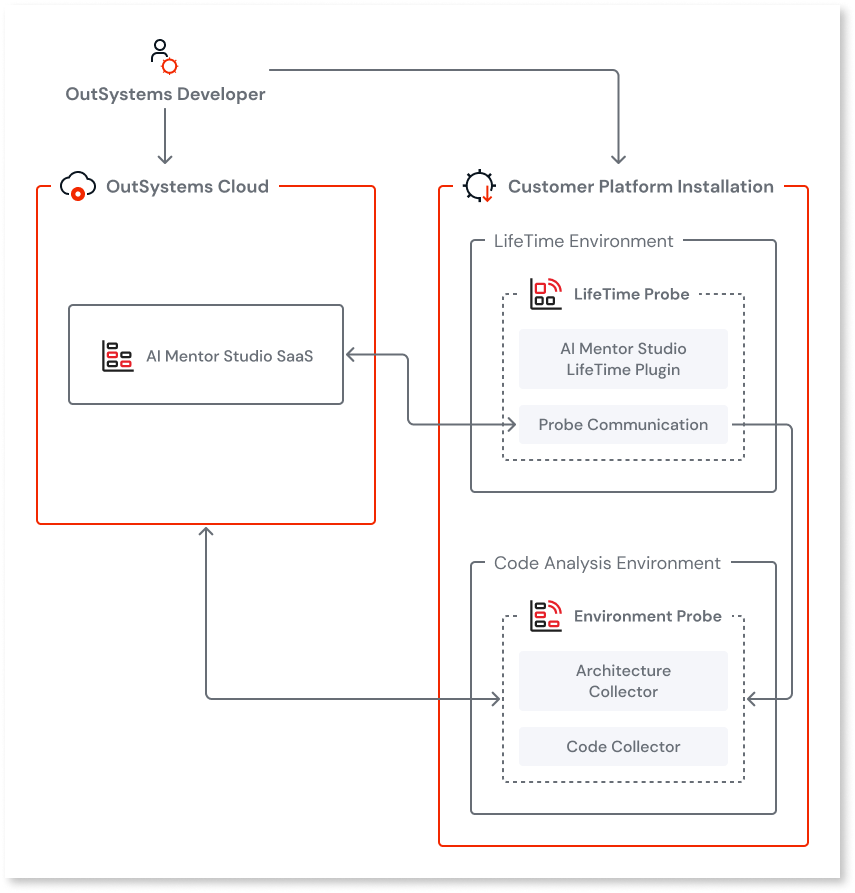 OutSystems Developer
OutSystems Cloud
AI Mentor Studio SaaS
Customer Platform Installation
LifeTime Environment
LifeTime Probe
AI Mentor Studio
LifeTime Plugin
Probe Communication
Code Analysis Environment
Environment Probe
Architecture
Collector
Code Collector